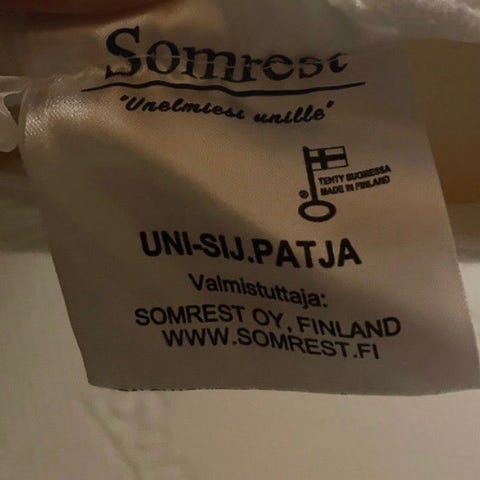 Somrest
"Unelmiesi unille"
TEHTY SUOMESSA
MADE IN FINLAND
®
UNI-SIJ.PATJA
Valmistuttaja:
SOMREST OY, FINLAND
WWW.SOMREST.FI